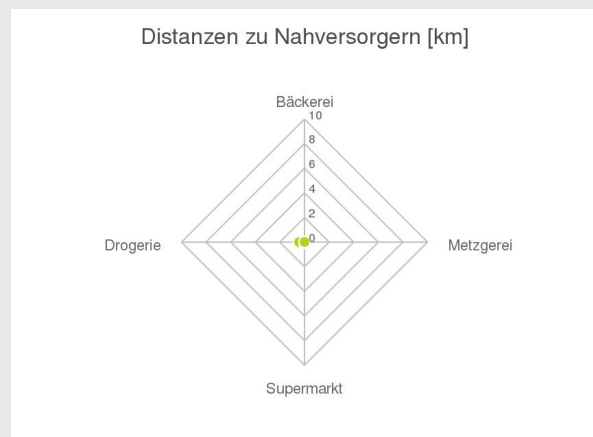 Distanzen zu Nahversorgern [km]
Bäckerei
10
8
6
4
2
0
Drogerie
Metzgerei
Supermarkt